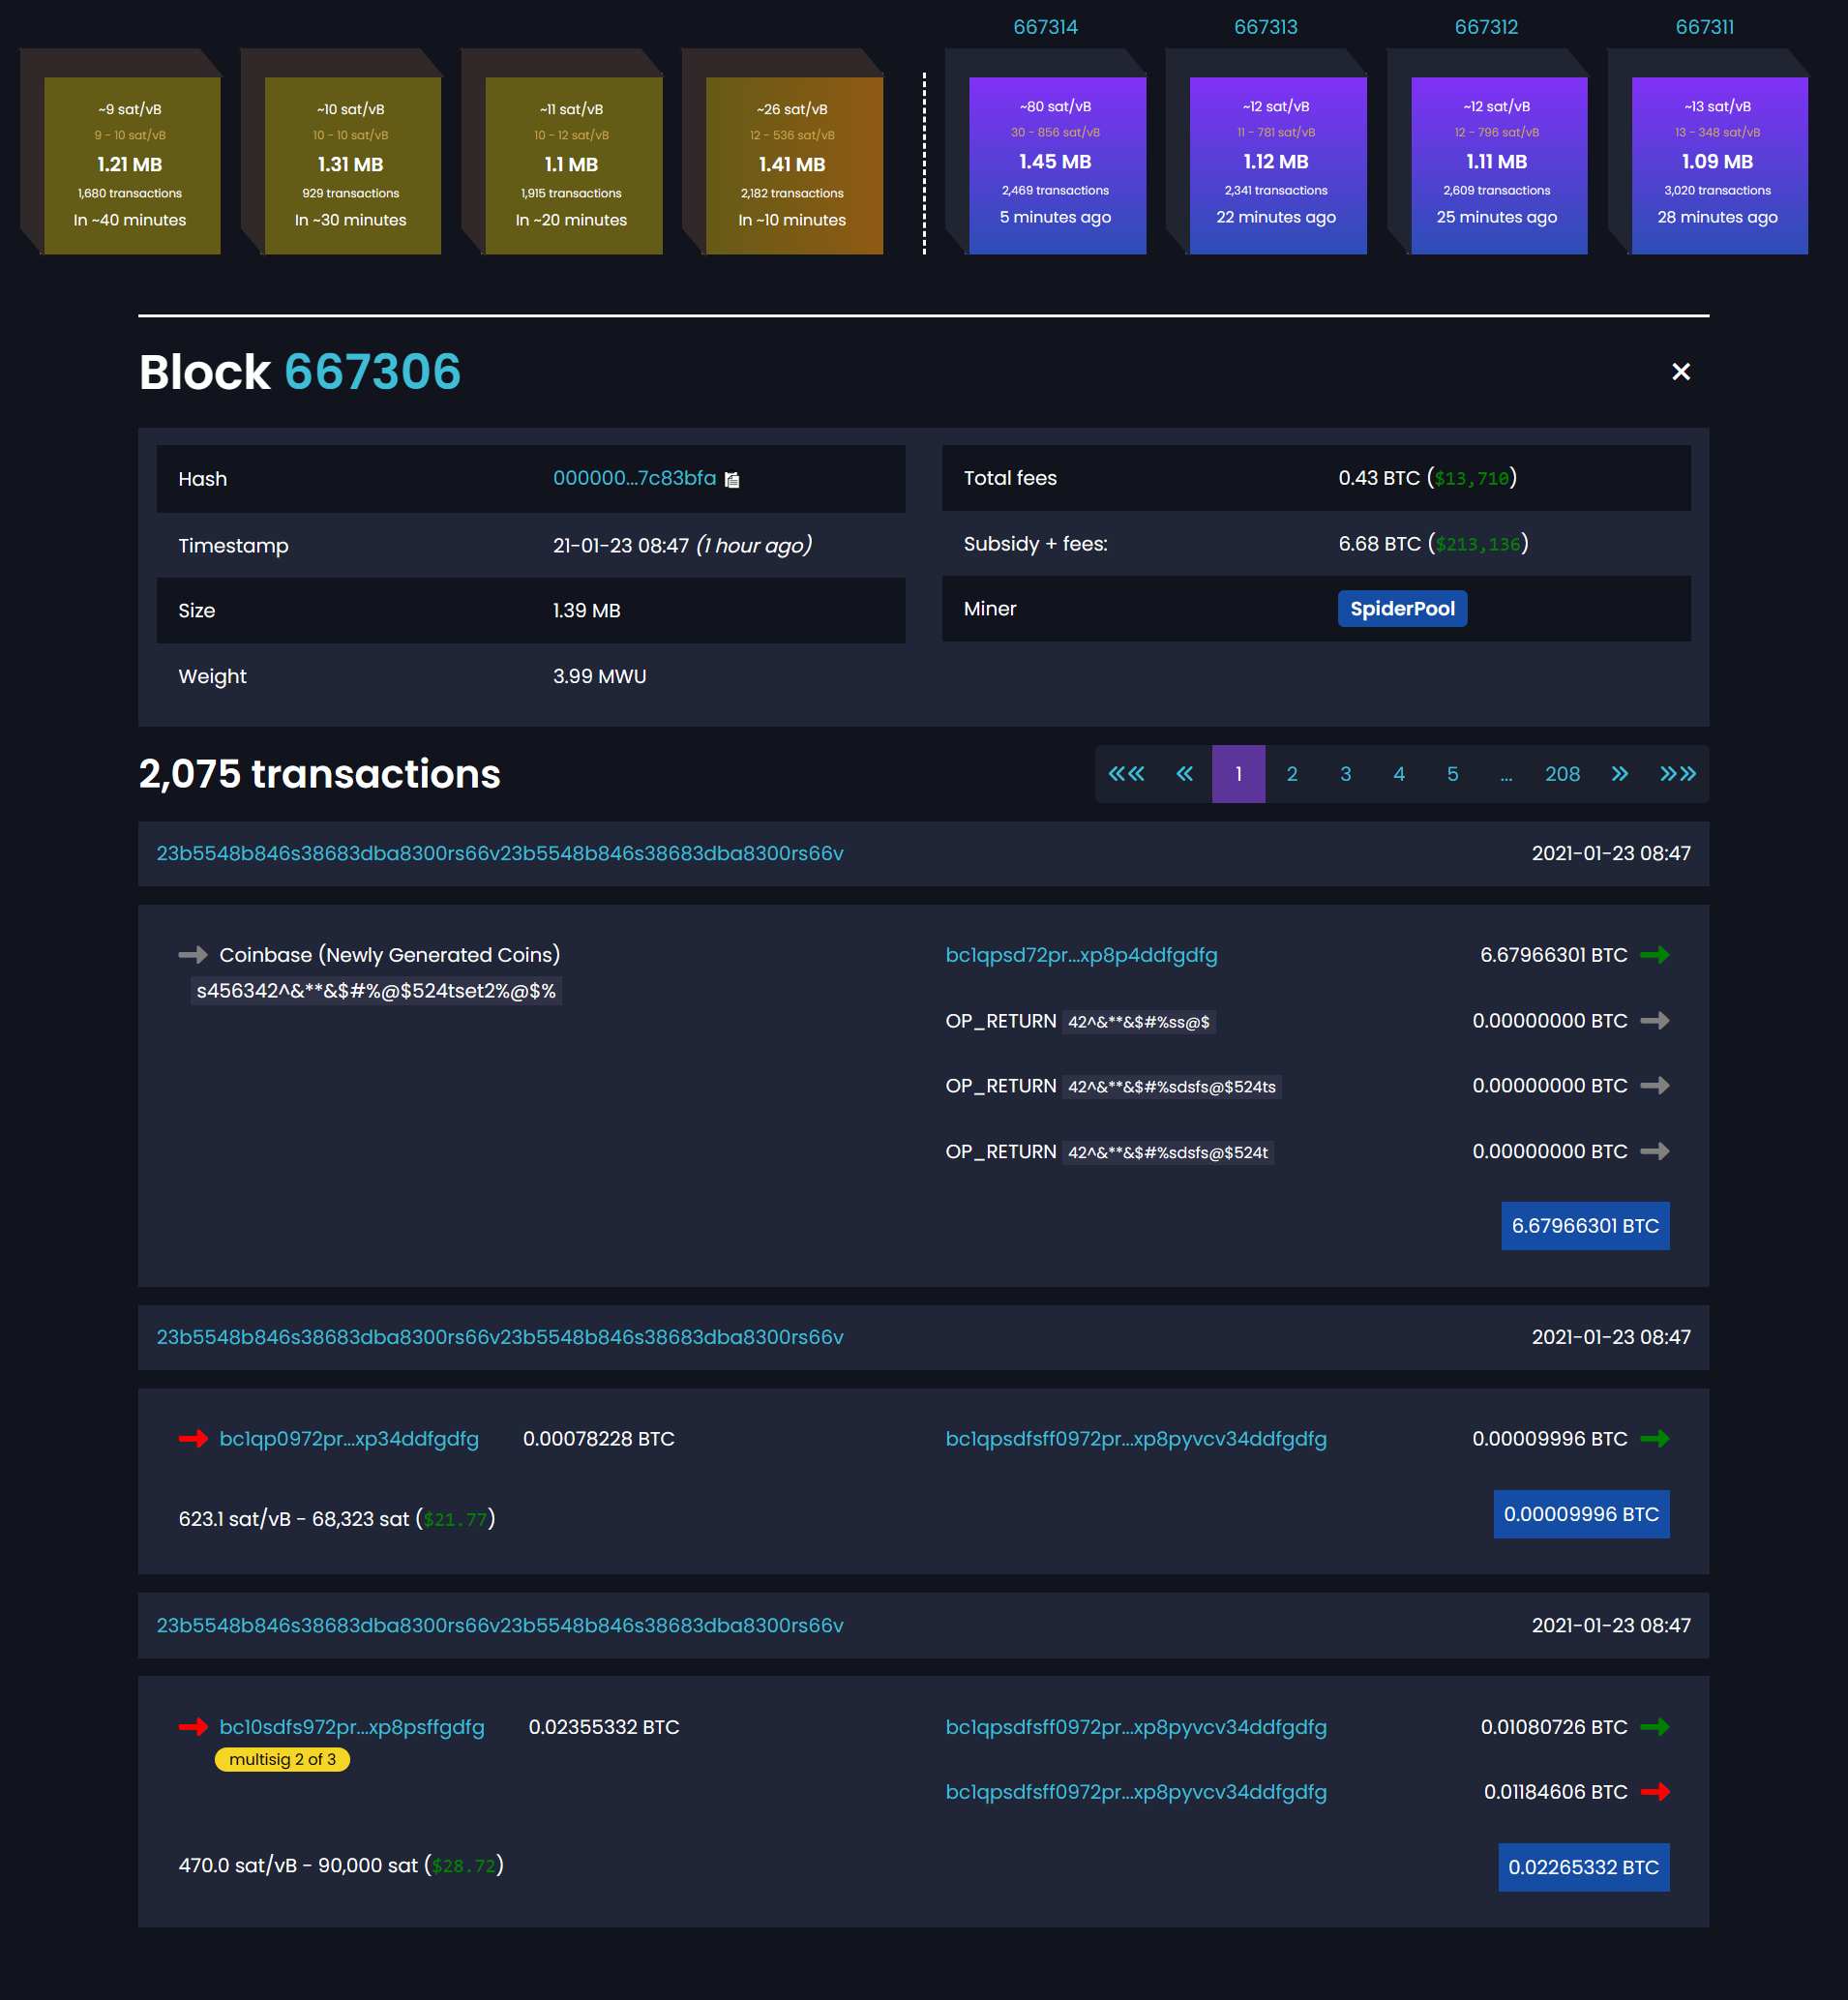 667314
667313
667312
667311
~9 sat/vB
9 - 10 sat/vB
1.21 MB
1,680 transactions
In ~40 minutes
~10 sat/vB
10 - 10 sat/vB
1.31 MB
929 transactions
In ~30 minutes
~11 sat/vB
10 - 12 sat/vB
1.1 MB
1,915 transactions
In ~20 minutes
~26 sat/vB
12 - 536 sat/vB
1.41 MB
2,182 transactions
In ~10 minutes
~80 sat/vB
30 - 856 sat/vB
1.45 MB
2,469 transactions
5 minutes ago
~12 sat/vB
11 - 781 sat/vB
1.12 MB
2,341 transactions
22 minutes ago
~12 sat/vB
12 - 796 sat/vB
1.11 MB
2,609 transactions
25 minutes ago
~13 sat/vB
13 - 348 sat/vB
1.09 MB
3,020 transactions
28 minutes ago
Block 667306
Hash 000000...7c83bfa
Timestamp 21-01-23 08:47 (1 hour ago)
Size 1.39 MB
Weight 3.99 MWU
Total fees 0.43 BTC ($13,710)
Subsidy + fees: 6.68 BTC ($213,136)
Miner SpiderPool
2,075 transactions
«« « 1 2 3 4 5 ... 208 » »»
23b5548b846s38683dba8300rs66v23b5548b846s38683dba8300rs66v 2021-01-23 08:47
Coinbase (Newly Generated Coins)
s456342^&**&$#%@$524tset2%@$%
bc1qpsd72pr...xp8p4ddfgdfg 6.67966301 BTC
OP_RETURN 42^&**&$#%ss@$ 0.00000000 BTC
OP_RETURN 42^&**&$#%sdsfs@$524ts 0.00000000 BTC
OP_RETURN 42^&**&$#%sdsfs@$524t 0.00000000 BTC
6.67966301 BTC
23b5548b846s38683dba8300rs66v23b5548b846s38683dba8300rs66v 2021-01-23 08:47
bc1qp0972pr...xp34ddfgdfg 0.00078228 BTC
bc1qpsdfsff0972pr...xp8pyvcv34ddfgdfg 0.00009996 BTC
623.1 sat/vB - 68,323 sat ($21.77)
0.00009996 BTC
23b5548b846s38683dba8300rs66v23b5548b846s38683dba8300rs66v 2021-01-23 08:47
bc10sdfs972pr...xp8psffgdfg 0.02355332 BTC
multisig 2 of 3
bc1qpsdfsff0972pr...xp8pyvcv34ddfgdfg 0.01080726 BTC
bc1qpsdfsff0972pr...xp8pyvcv34ddfgdfg 0.01184606 BTC
470.0 sat/vB - 90,000 sat ($28.72)
0.02265332 BTC